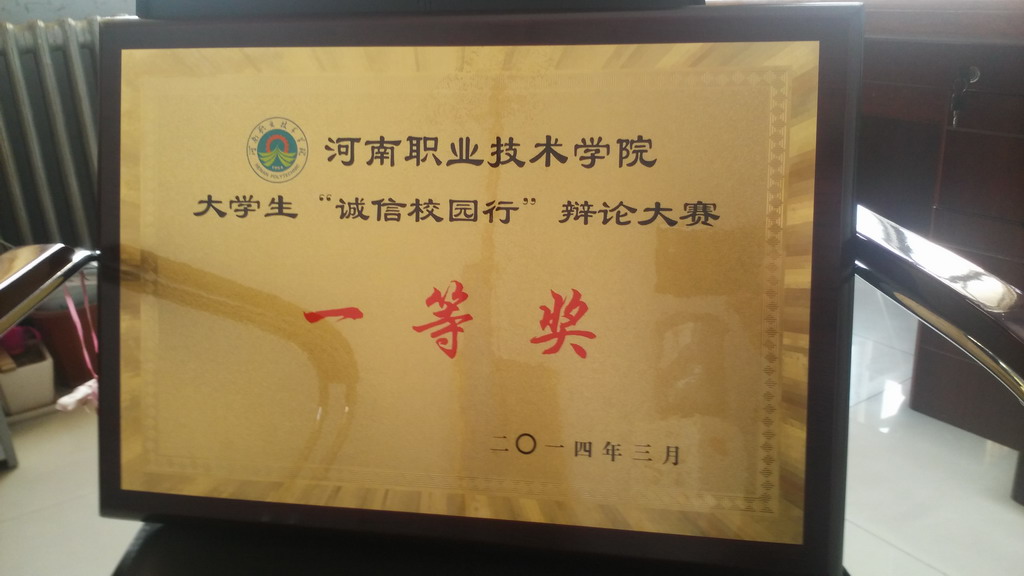 河南职业技术学院
大学生“诚信校园行”辩论大赛
一等奖
二〇一四年三月